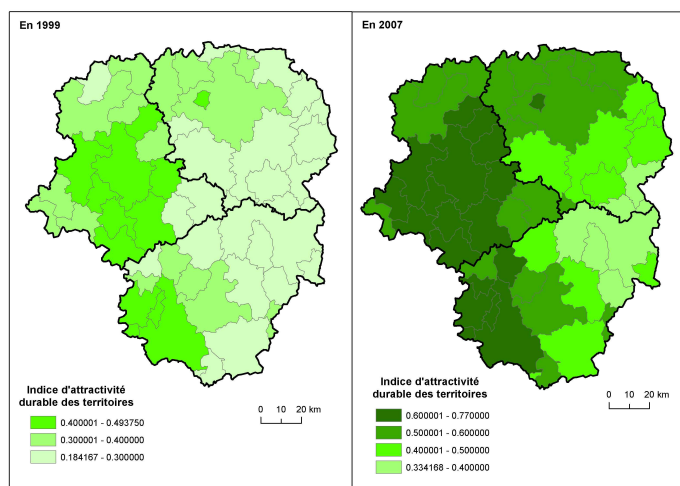 En 1999
Indice d'attractivité
durable des territoires
0.400001 - 0.493750
0.300001 - 0.400000
0.184167 - 0.300000
0 10 20 km
En 2007
Indice d'attractivité
durable des territoires
0.600001 - 0.770000
0.500001 - 0.600000
0.400001 - 0.500000
0.334168 - 0.400000
0 10 20 km